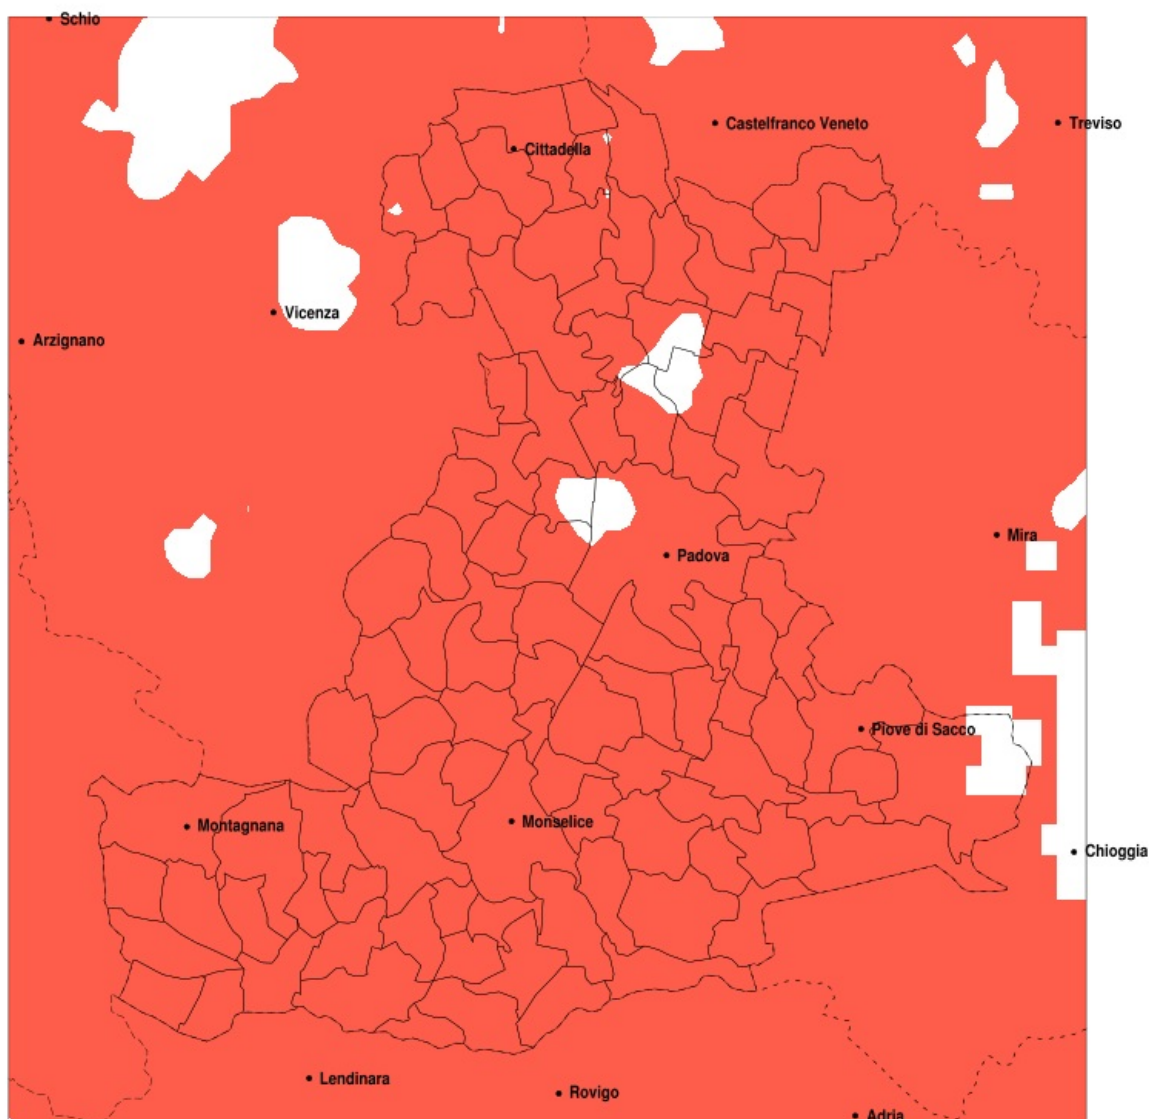 Schio
Castelfranco Veneto
Treviso
Cittadella
Vicenza
Arzignano
Mira
Padova
Piove di Sacco
Montagnana
Monselice
Chioggia
Lendinara
Rovigo
Adria